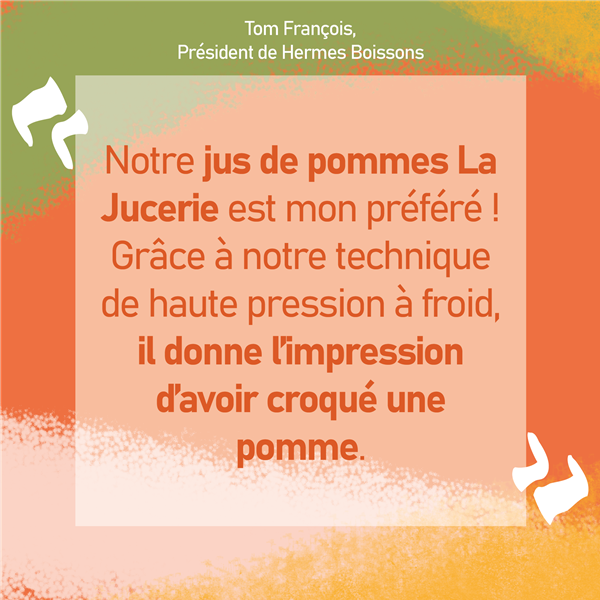 Tom François,
Président de Hermes Boissons
Notre jus de pommes La
Jucerie est mon préféré !
Grâce à notre technique
de haute pression à froid,
il donne l'impression
d'avoir croqué une
pomme.